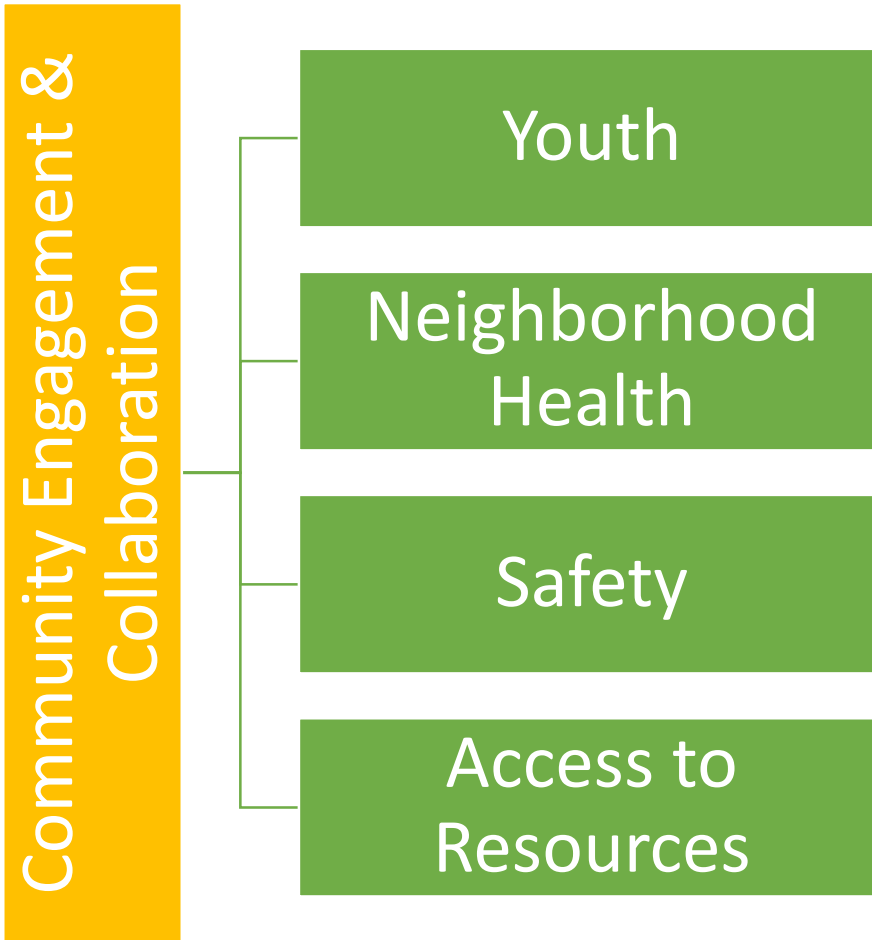 Community Engagement &
Collaboration
Youth
Neighborhood
Health
Safety
Access to
Resources